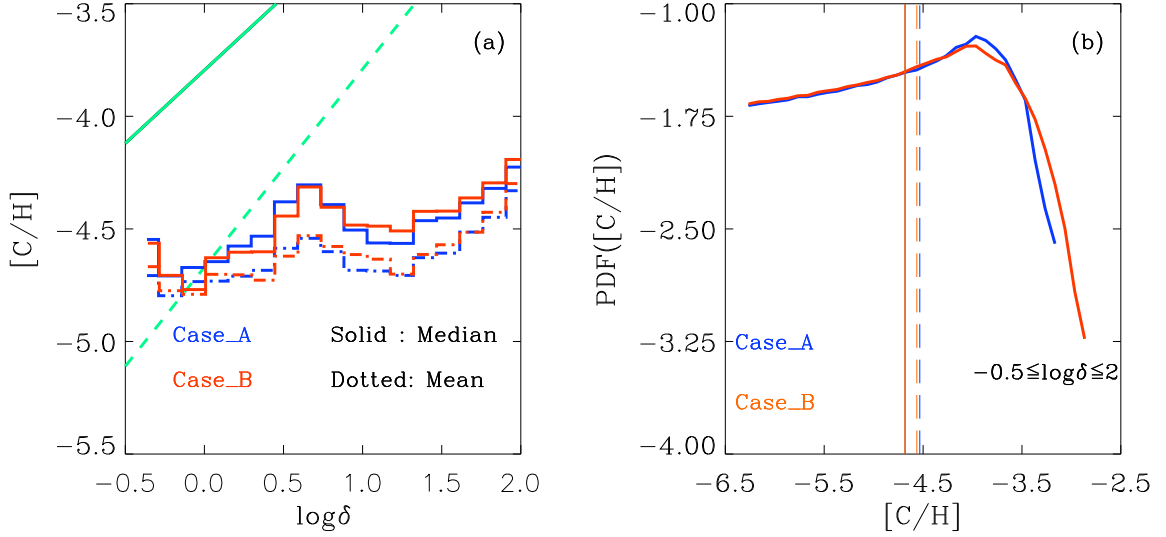 (a)
[C/H]
−3.5
−4.0
−4.5
−5.0
−5.5
Case_A
Solid : Median
Case_B
Dotted: Mean
−0.5
0.0
0.5
1.0
1.5
2.0
logδ
(b)
PDF([C/H])
−1.00
−1.75
−2.50
−3.25
−4.00
Case_A
−0.5≦logδ≦2
Case_B
−6.5
−5.5
−4.5
−3.5
−2.5
[C/H]